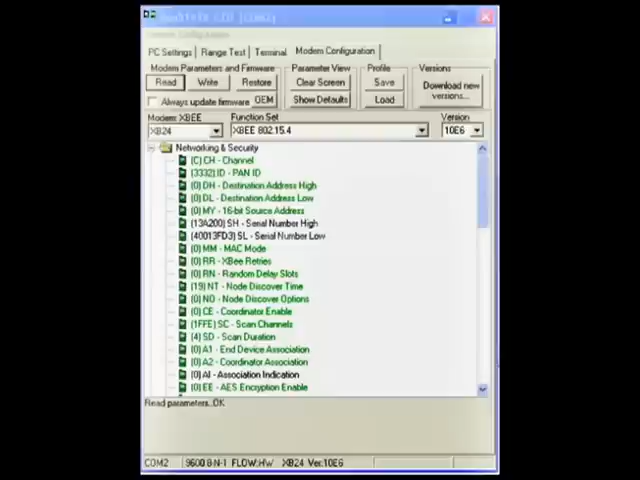 PC Settings Range Test Terminal Modem Configuration
Modem Parameters and Firmware Parameter View Profile Versions
Read Write Restore Clear Screen Save Download new versions...
Always update firmware OEM Show Defaults Load
Modem: XBEE Function Set Version
XB24 XBEE 802.15.4 10E6
Networking & Security
(C) CH - Channel
(3332) ID - PAN ID
(0) DH - Destination Address High
(0) DL - Destination Address Low
(0) MY - 16-bit Source Address
(13A200) SH - Serial Number High
(40013FD3) SL - Serial Number Low
(0) MM - MAC Mode
(0) RR - XBee Retries
(0) RN - Random Delay Slots
(19) NT - Node Discover Time
(0) NO - Node Discover Options
(0) CE - Coordinator Enable
(1FFE) SC - Scan Channels
(4) SD - Scan Duration
(0) A1 - End Device Association
(0) A2 - Coordinator Association
(0) AI - Association Indication
(0) EE - AES Encryption Enable
Read parameters..OK
COM2 9600 8-N-1 FLOW:HW XB24 Ver:10E6